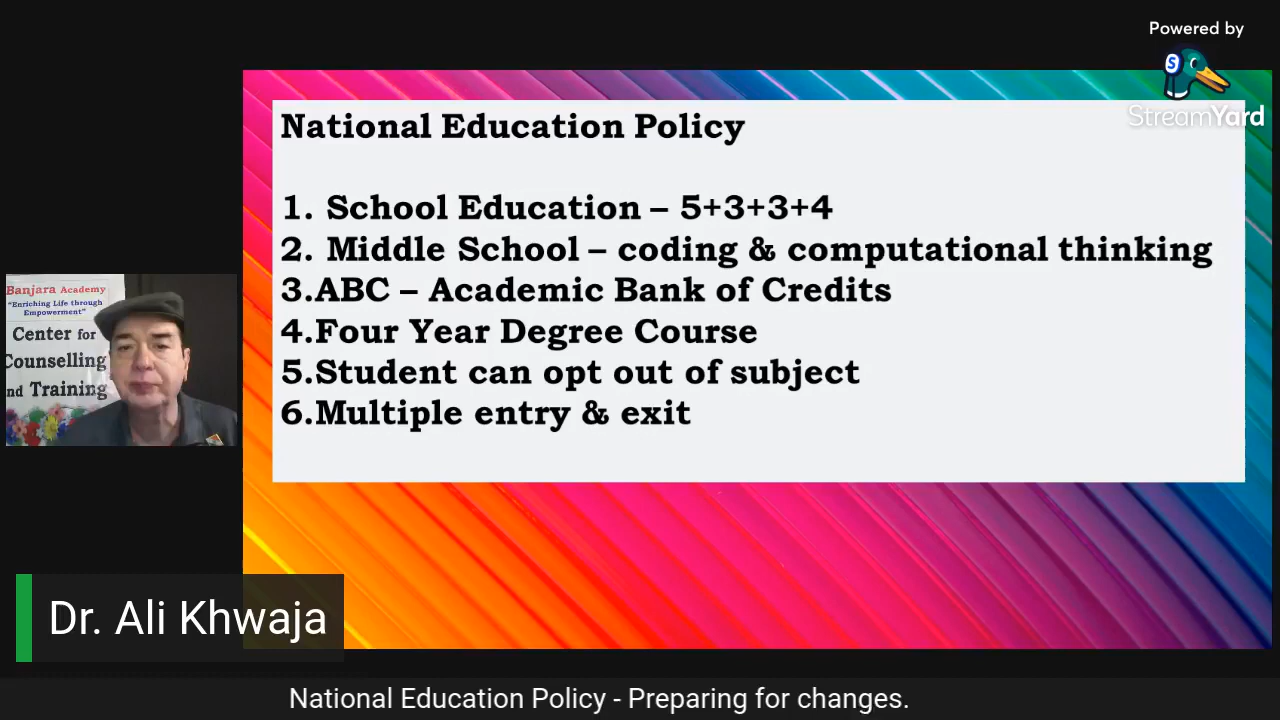 Powered by
StreamYard
National Education Policy
1. School Education – 5+3+3+4
2. Middle School – coding & computational thinking
3.ABC – Academic Bank of Credits
4.Four Year Degree Course
5.Student can opt out of subject
6.Multiple entry & exit
Banjara Academy
"Enriching Life through
Empowerment"
Center for
Counselling
nd Training
Dr. Ali Khwaja
National Education Policy - Preparing for changes.